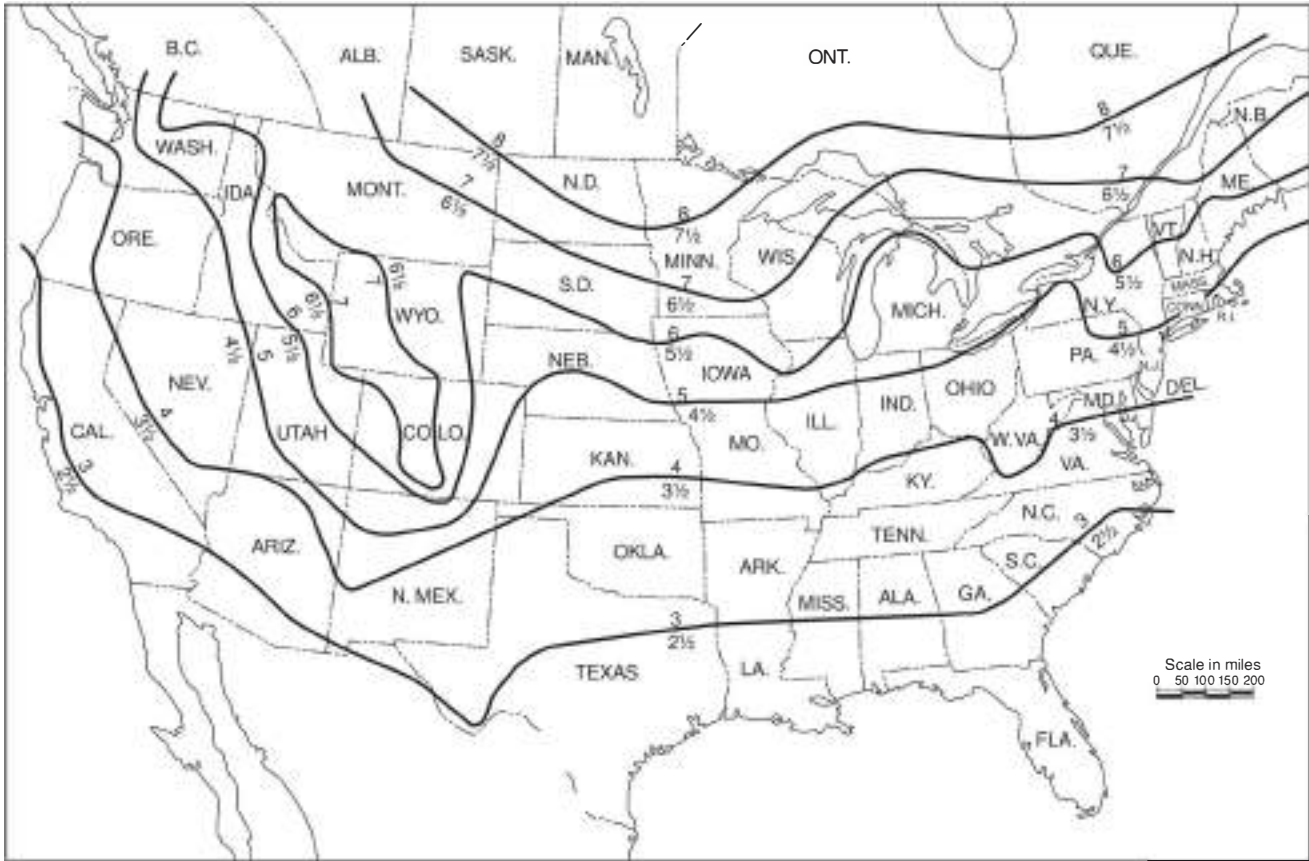 B.C.
ALB.
SASK.
MAN.
ONT.
QUE.
8
7½
N.B.
8
7½
WASH.
7
6½
7
6½
IDA.
MONT.
N.D.
ME.
8
7½
VT.
ORE.
MINN.
WIS.
N.H.
6
5½
6½
7
S.D.
7
6½
MASS.
CONN.
R.I.
6½
7
WYO.
MICH.
N.Y.
6
5½
4½
5
6
5½
5
4½
NEB.
IOWA
PA.
N.J.
NEV.
OHIO
DEL.
4
3½
5
4½
IND.
MD.
CAL.
UTAH
COLO.
MO.
ILL.
4
3½
W.VA.
3
2½
KAN.
4
3½
KY.
VA.
N.C.
3
2½
ARIZ.
OKLA.
TENN.
S.C.
N. MEX.
ARK.
MISS.
ALA.
GA.
3
2½
TEXAS
LA.
Scale in miles
0 50 100 150 200
FLA.